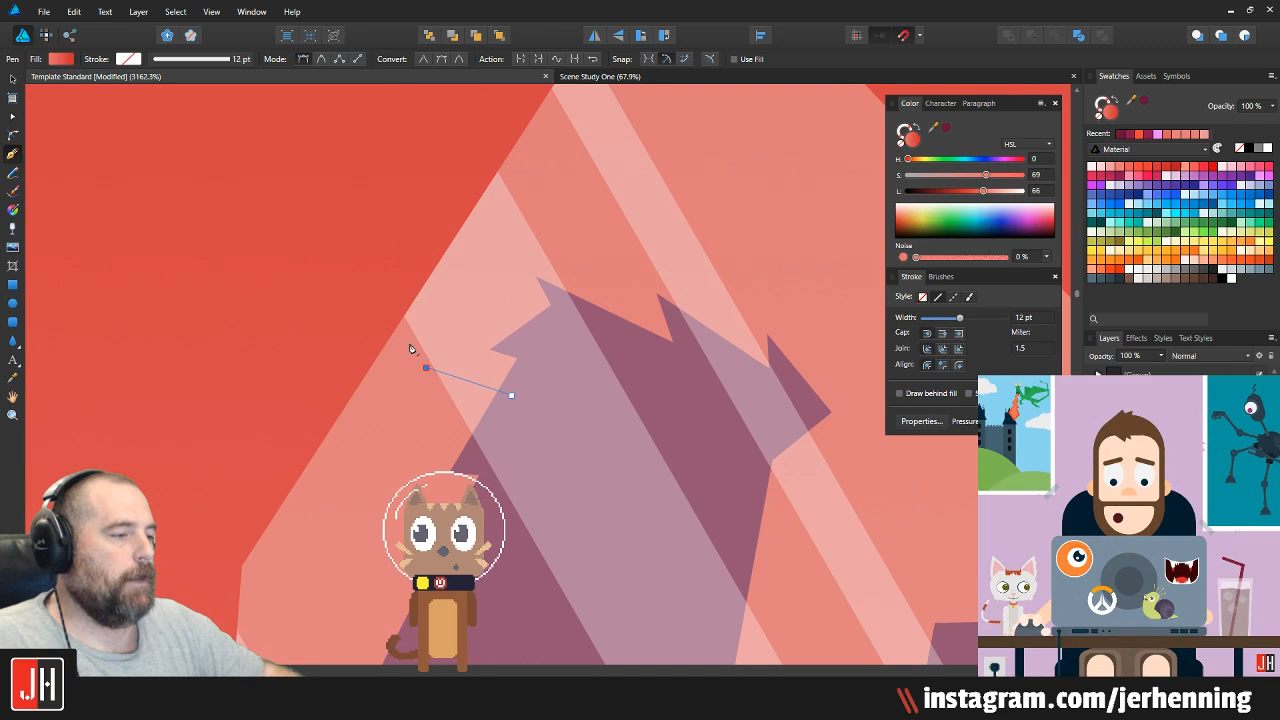 File Edit Text Layer Select View Window Help
Pen Fill: Stroke: 12 pt Mode: Convert: Action: Snap: Use Fill
Template Standard [Modified] (3162.3%)
Scene Study One (67.9%)
Color Character Paragraph
HSL
H: 0
S: 69
L: 66
Noise
0 %
Stroke Brushes
Style:
Width: 12 pt
Cap: Miter:
Join: 1.5
Align:
Draw behind fill
Properties... Pressure
Swatches Assets Symbols
Opacity: 100 %
Recent:
Material
Layers Effects Styles Text Styles
Opacity: 100 % Normal
JH
JH
\\instagram.com/jerhenning